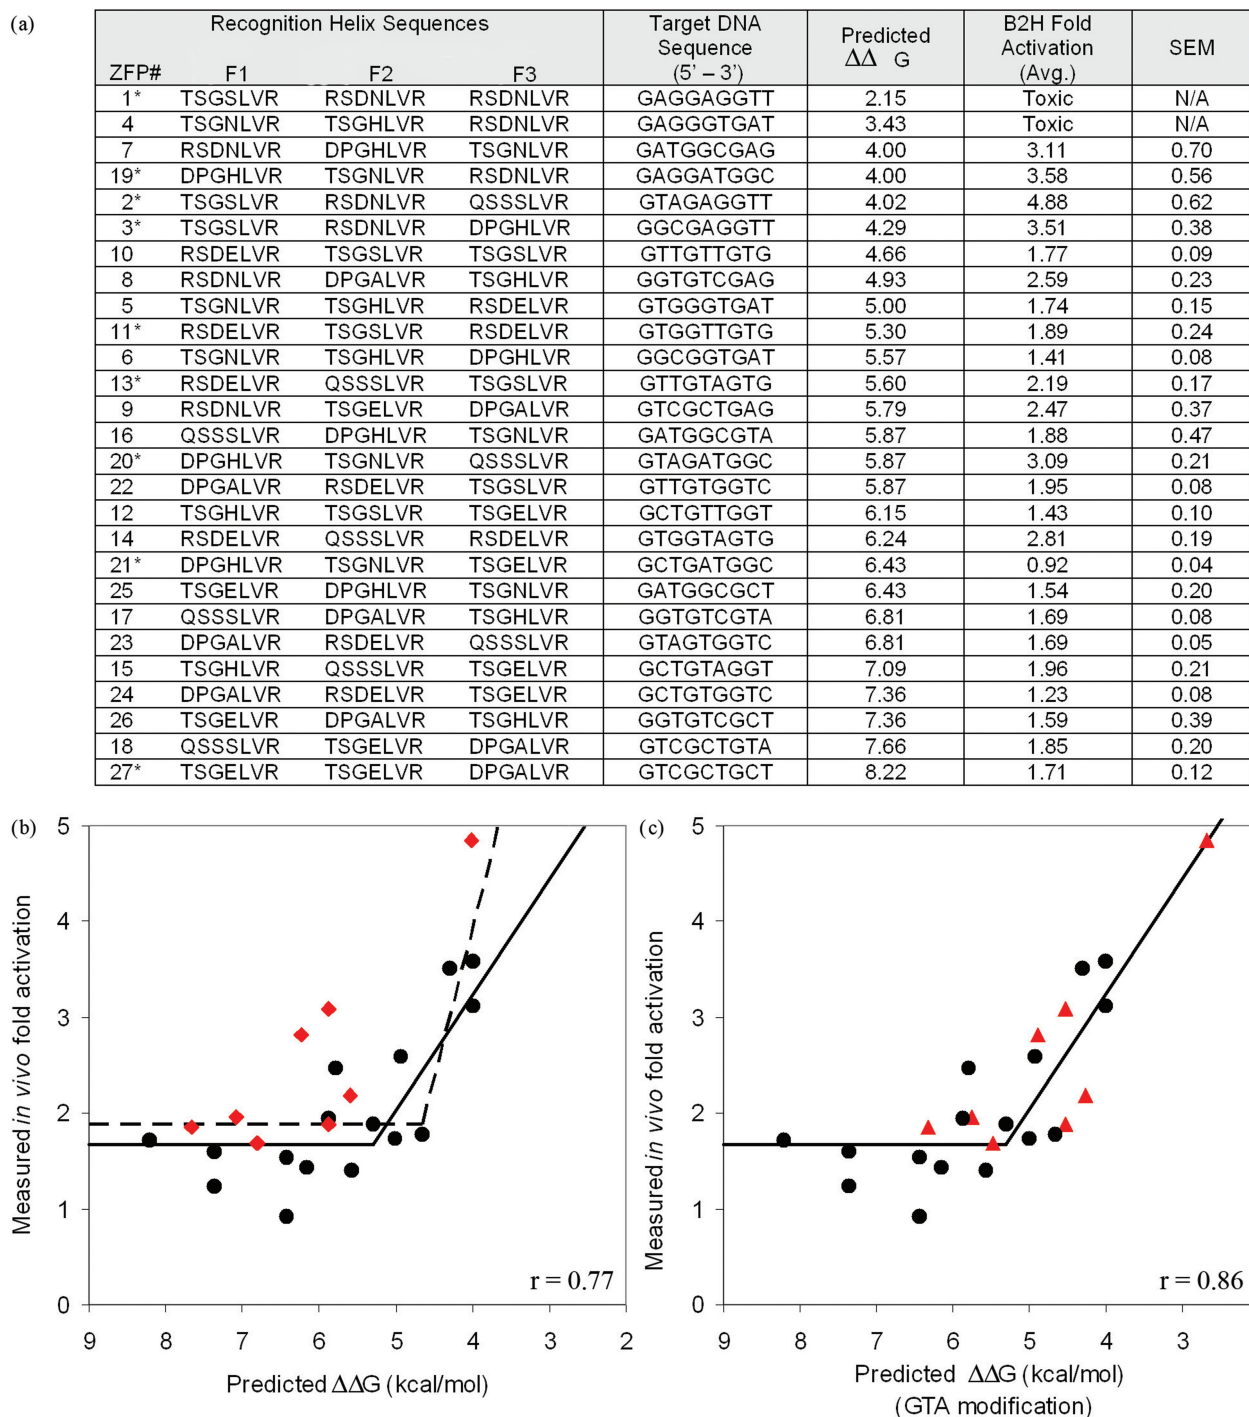 (a)
Recognition Helix Sequences
Target DNA Sequence (5' – 3')
Predicted ΔΔ G
B2H Fold Activation (Avg.)
SEM
ZFP# F1 F2 F3
1* TSGSLVR RSDNLVR RSDNLVR GAGGAGGTT 2.15 Toxic N/A
4 TSGNLVR TSGHLVR RSDNLVR GAGGGTGAT 3.43 Toxic N/A
7 RSDNLVR DPGHLVR TSGNLVR GATGGCGAG 4.00 3.11 0.70
19* DPGHLVR TSGNLVR RSDNLVR GAGGATGGC 4.00 3.58 0.56
2* TSGSLVR RSDNLVR QSSSLVR GTAGAGGTT 4.02 4.88 0.62
3* TSGSLVR RSDNLVR DPGHLVR GGCGAGGTT 4.29 3.51 0.38
10 RSDELVR TSGSLVR TSGSLVR GTTGTTGTG 4.66 1.77 0.09
8 RSDNLVR DPGALVR TSGHLVR GGTGTCGAG 4.93 2.59 0.23
5 TSGNLVR TSGHLVR RSDELVR GTGGGTGAT 5.00 1.74 0.15
11* RSDELVR TSGSLVR RSDELVR GTGGTTGTG 5.30 1.89 0.24
6 TSGNLVR TSGHLVR DPGHLVR GGCGGTGAT 5.57 1.41 0.08
13* RSDELVR QSSSLVR TSGSLVR GTTGTAGTG 5.60 2.19 0.17
9 RSDNLVR TSGELVR DPGALVR GTCGCTGAG 5.79 2.47 0.37
16 QSSSLVR DPGHLVR TSGNLVR GATGGCGTA 5.87 1.88 0.47
20* DPGHLVR TSGNLVR QSSSLVR GTAGATGGC 5.87 3.09 0.21
22 DPGALVR RSDELVR TSGSLVR GTTGTGGTC 5.87 1.95 0.08
12 TSGHLVR TSGSLVR TSGELVR GCTGTTGGT 6.15 1.43 0.10
14 RSDELVR QSSSLVR RSDELVR GTGGTAGTG 6.24 2.81 0.19
21* DPGHLVR TSGNLVR TSGELVR GCTGATGGC 6.43 0.92 0.04
25 TSGELVR DPGHLVR TSGNLVR GATGGCGCT 6.43 1.54 0.20
17 QSSSLVR DPGALVR TSGHLVR GGTGTCGTA 6.81 1.69 0.08
23 DPGALVR RSDELVR QSSSLVR GTAGTGGTC 6.81 1.69 0.05
15 TSGHLVR QSSSLVR TSGELVR GCTGTAGGT 7.09 1.96 0.21
24 DPGALVR RSDELVR TSGELVR GCTGTGGTC 7.36 1.23 0.08
26 TSGELVR DPGALVR TSGHLVR GGTGTCGCT 7.36 1.59 0.39
18 QSSSLVR TSGELVR DPGALVR GTCGCTGTA 7.66 1.85 0.20
27* TSGELVR TSGELVR DPGALVR GTCGCTGCT 8.22 1.71 0.12
(b)
Measured in vivo fold activation
5
4
3
2
1
0
r = 0.77
9 8 7 6 5 4 3 2
Predicted ΔΔG (kcal/mol)
(c)
Measured in vivo fold activation
5
4
3
2
1
0
r = 0.86
9 8 7 6 5 4 3
Predicted ΔΔG (kcal/mol)
(GTA modification)